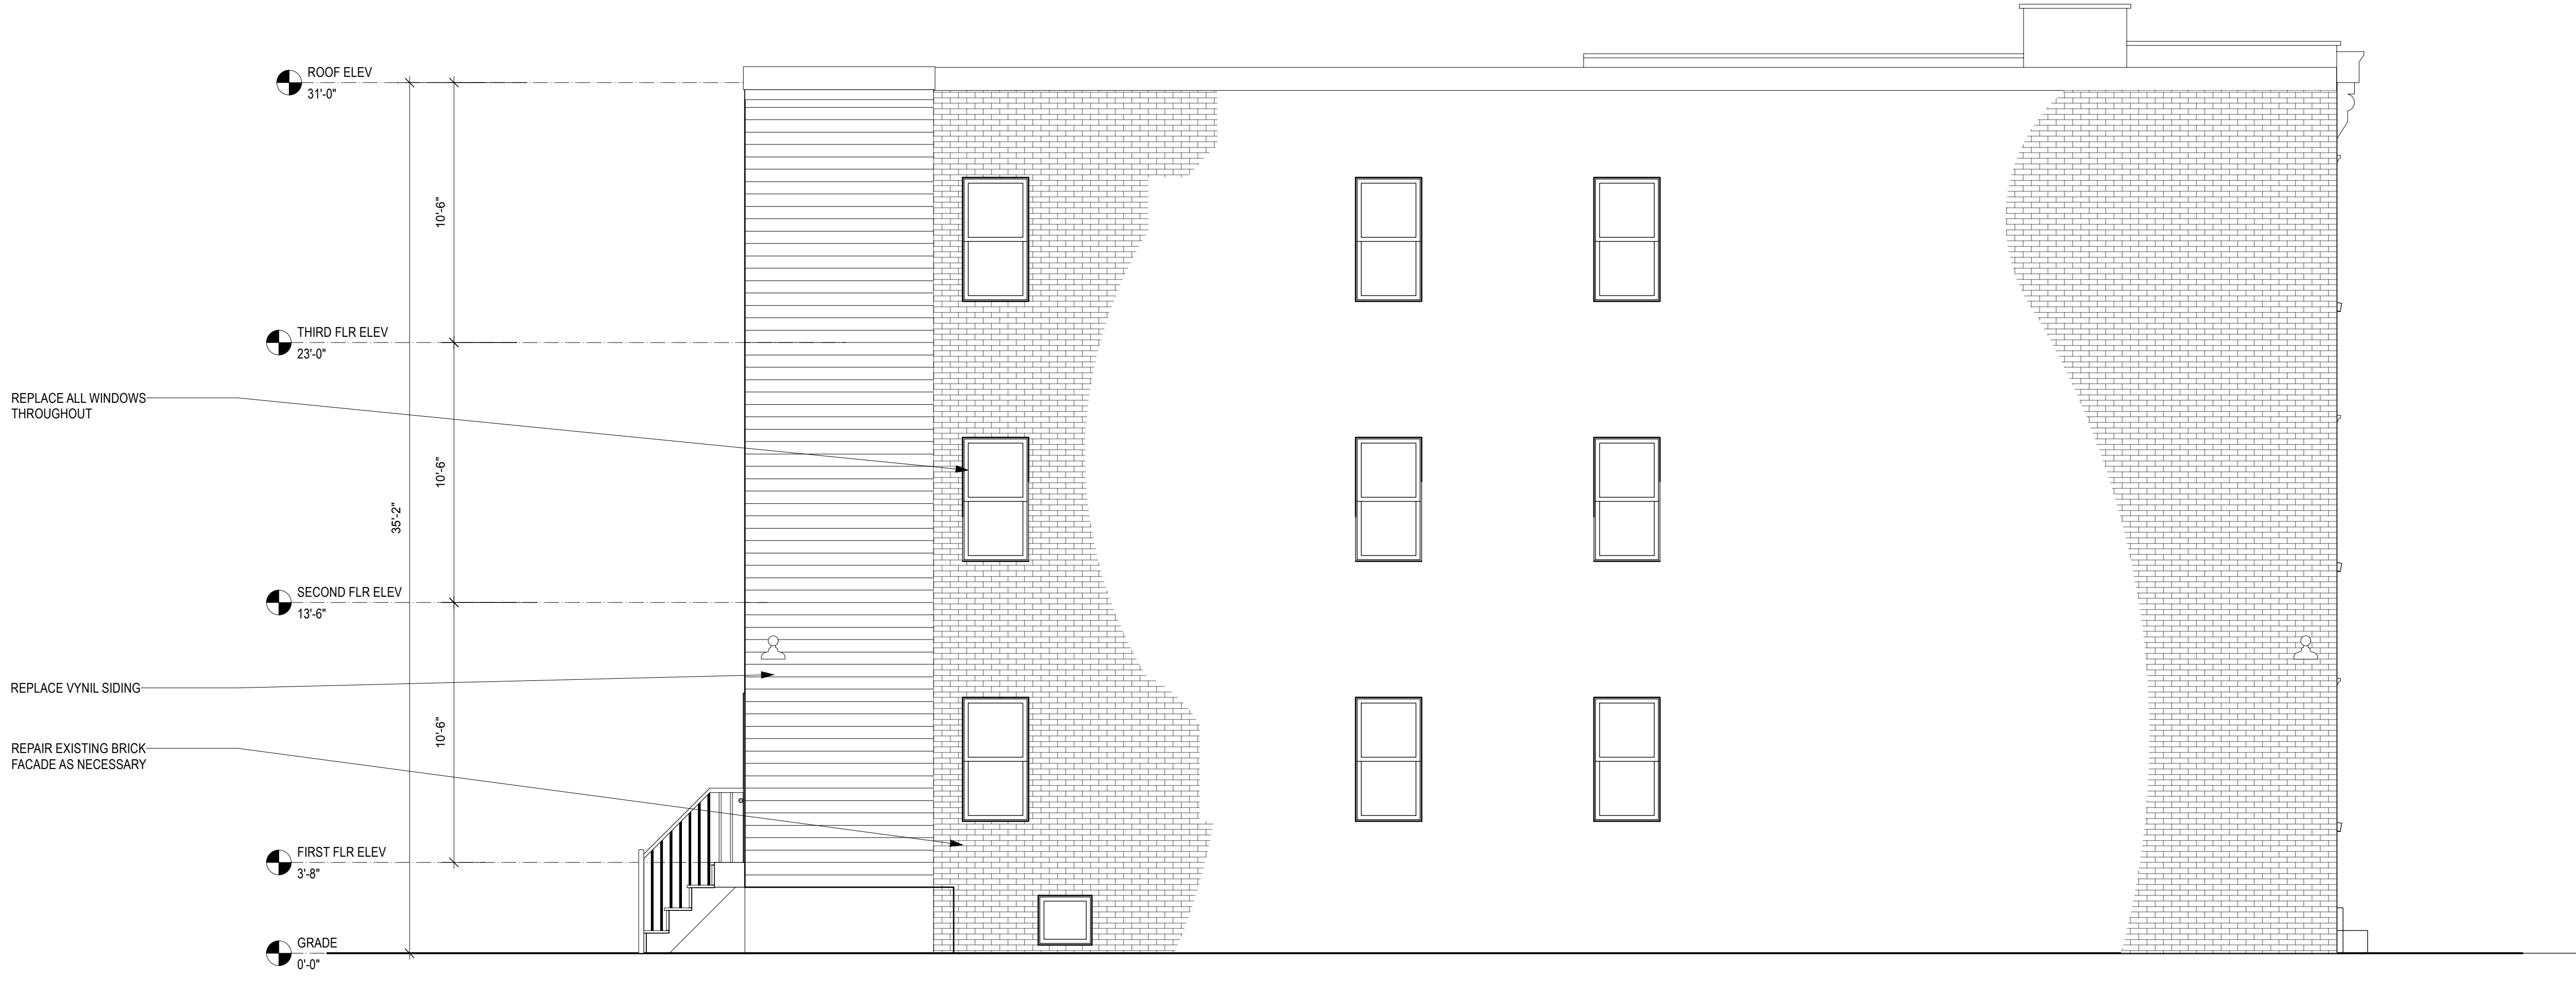 ROOF ELEV
31'-0"
10'-6"
THIRD FLR ELEV
23'-0"
REPLACE ALL WINDOWS
THROUGHOUT
10'-6"
35'-2"
SECOND FLR ELEV
13'-6"
REPLACE VYNIL SIDING
10'-6"
REPAIR EXISTING BRICK
FACADE AS NECESSARY
FIRST FLR ELEV
3'-8"
GRADE
0'-0"